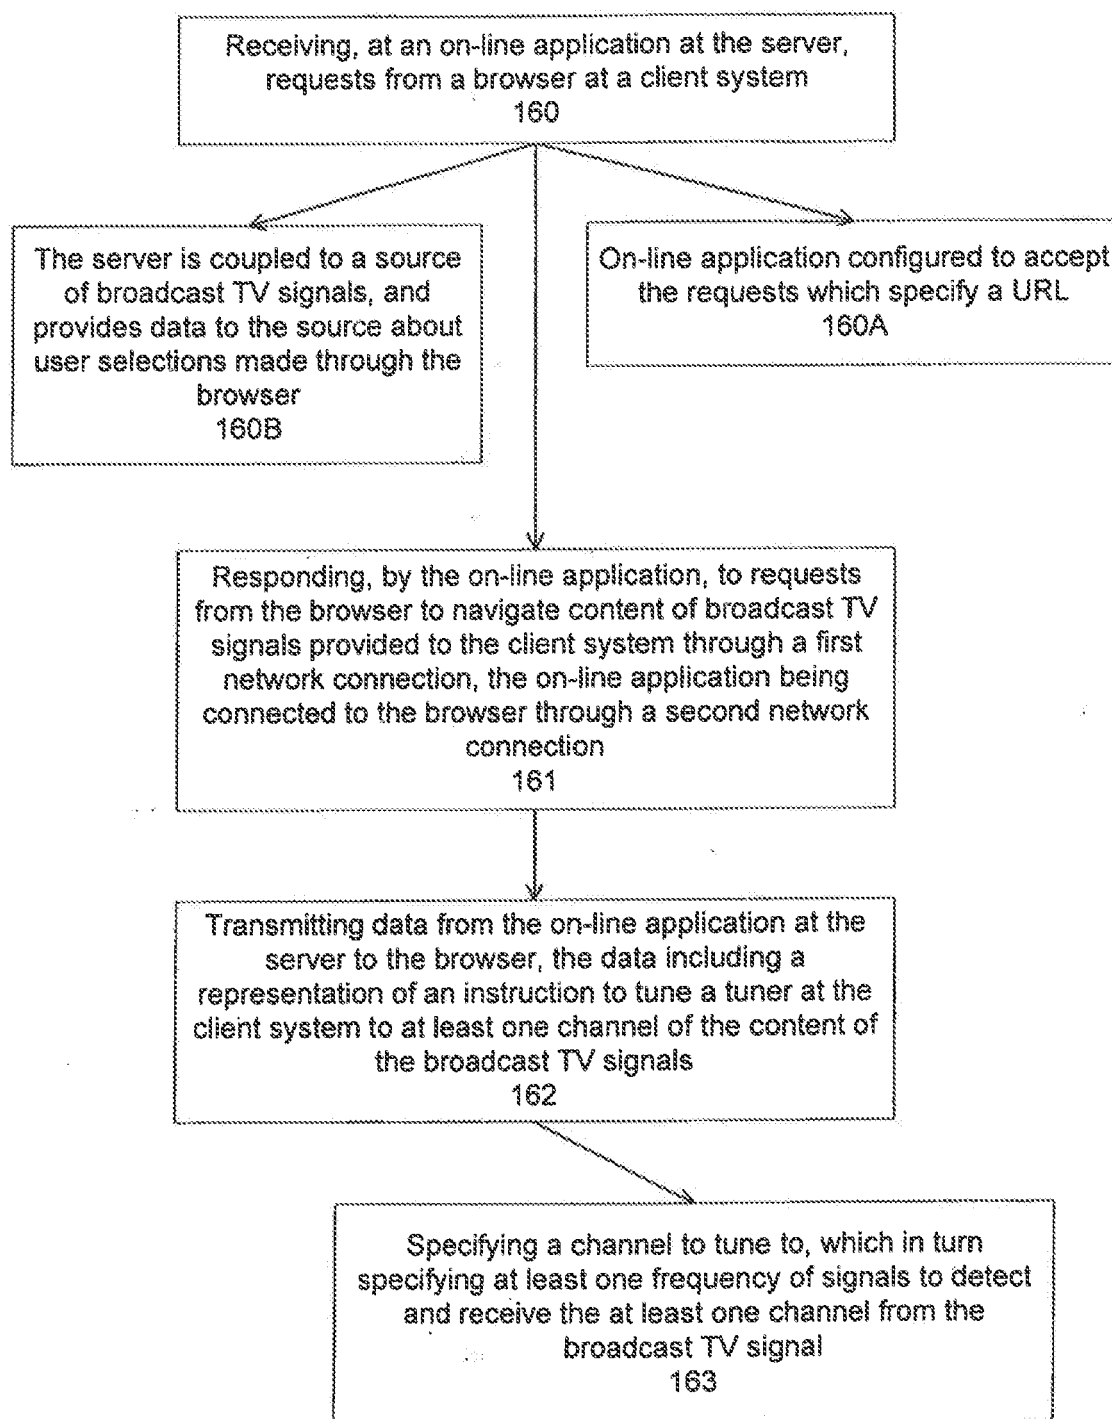 Receiving, at an on-line application at the server,
requests from a browser at a client system
160
The server is coupled to a source
of broadcast TV signals, and
provides data to the source about
user selections made through the
browser
160B
On-line application configured to accept
the requests which specify a URL
160A
Responding, by the on-line application, to requests
from the browser to navigate content of broadcast TV
signals provided to the client system through a first
network connection, the on-line application being
connected to the browser through a second network
connection
161
Transmitting data from the on-line application at the
server to the browser, the data including a
representation of an instruction to tune a tuner at the
client system to at least one channel of the content of
the broadcast TV signals
162
Specifying a channel to tune to, which in turn
specifying at least one frequency of signals to detect
and receive the at least one channel from the
broadcast TV signal
163